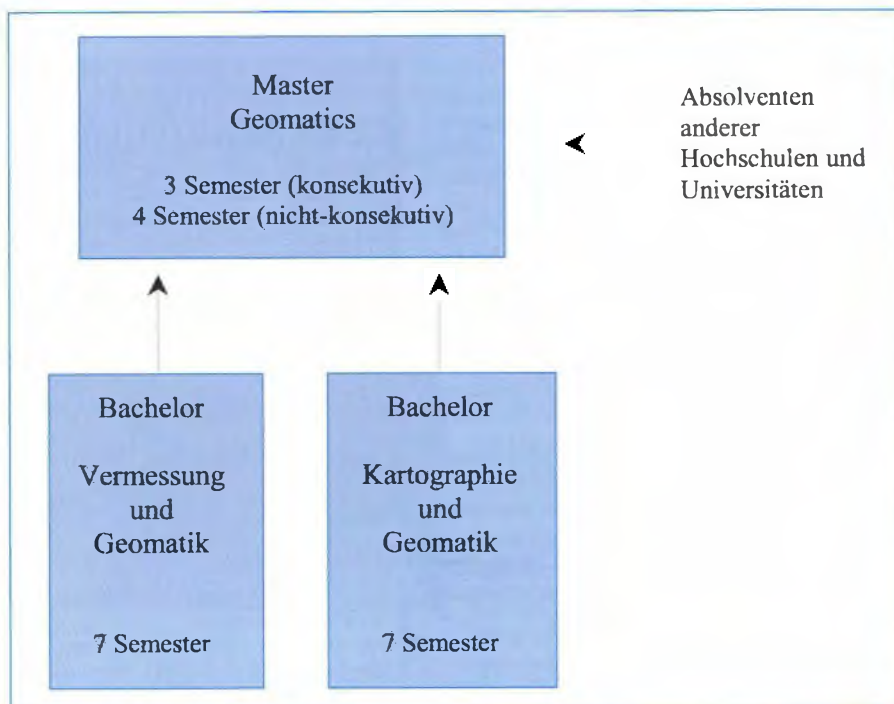 Master
Geomatics
3 Semester (konsekutiv)
4 Semester (nicht-konsekutiv)
Absolventen
anderer
Hochschulen und
Universitäten
Bachelor
Vermessung
und
Geomatik
7 Semester
Bachelor
Kartographie
und
Geomatik
7 Semester